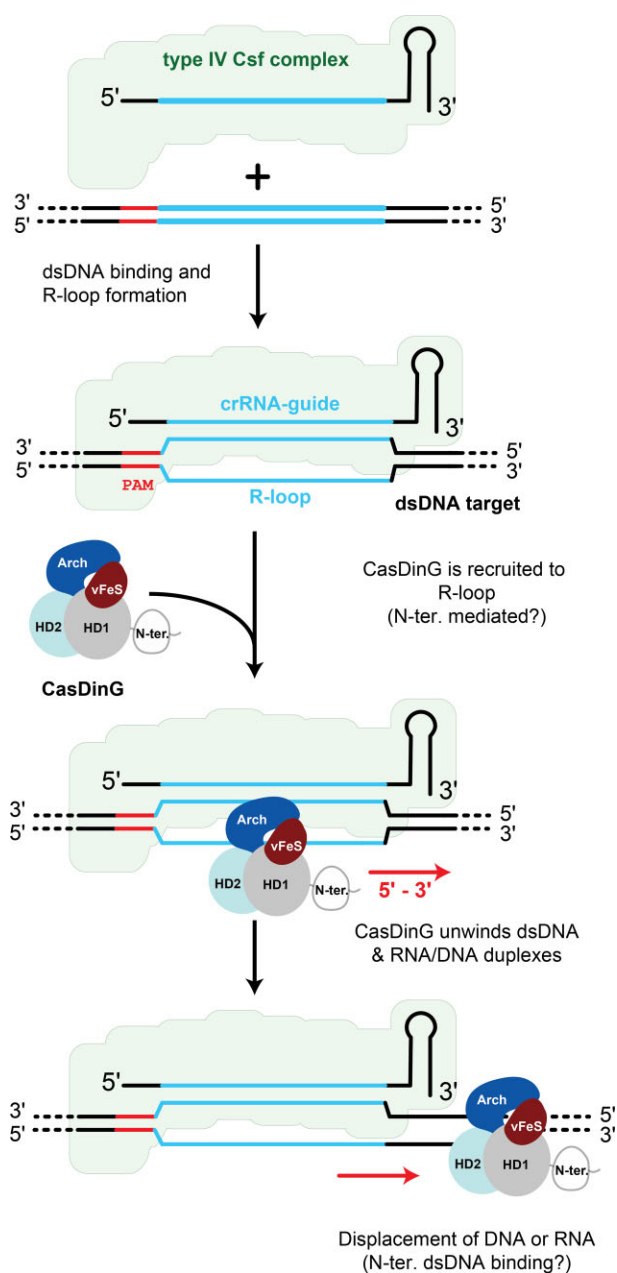 type IV Csf complex
5'
3'
+
3'
5'
5'
3'
dsDNA binding and
R-loop formation
crRNA-guide
5'
3'
3'
5'
5'
3'
PAM
R-loop
dsDNA target
Arch
vFeS
HD2
HD1
N-ter.
CasDinG
CasDinG is recruited to
R-loop
(N-ter. mediated?)
5'
3'
3'
5'
5'
3'
Arch
vFeS
HD2
HD1
N-ter.
5' - 3'
CasDinG unwinds dsDNA
& RNA/DNA duplexes
5'
3'
3'
5'
5'
3'
Arch
vFeS
HD2
HD1
N-ter.
Displacement of DNA or RNA
(N-ter. dsDNA binding?)